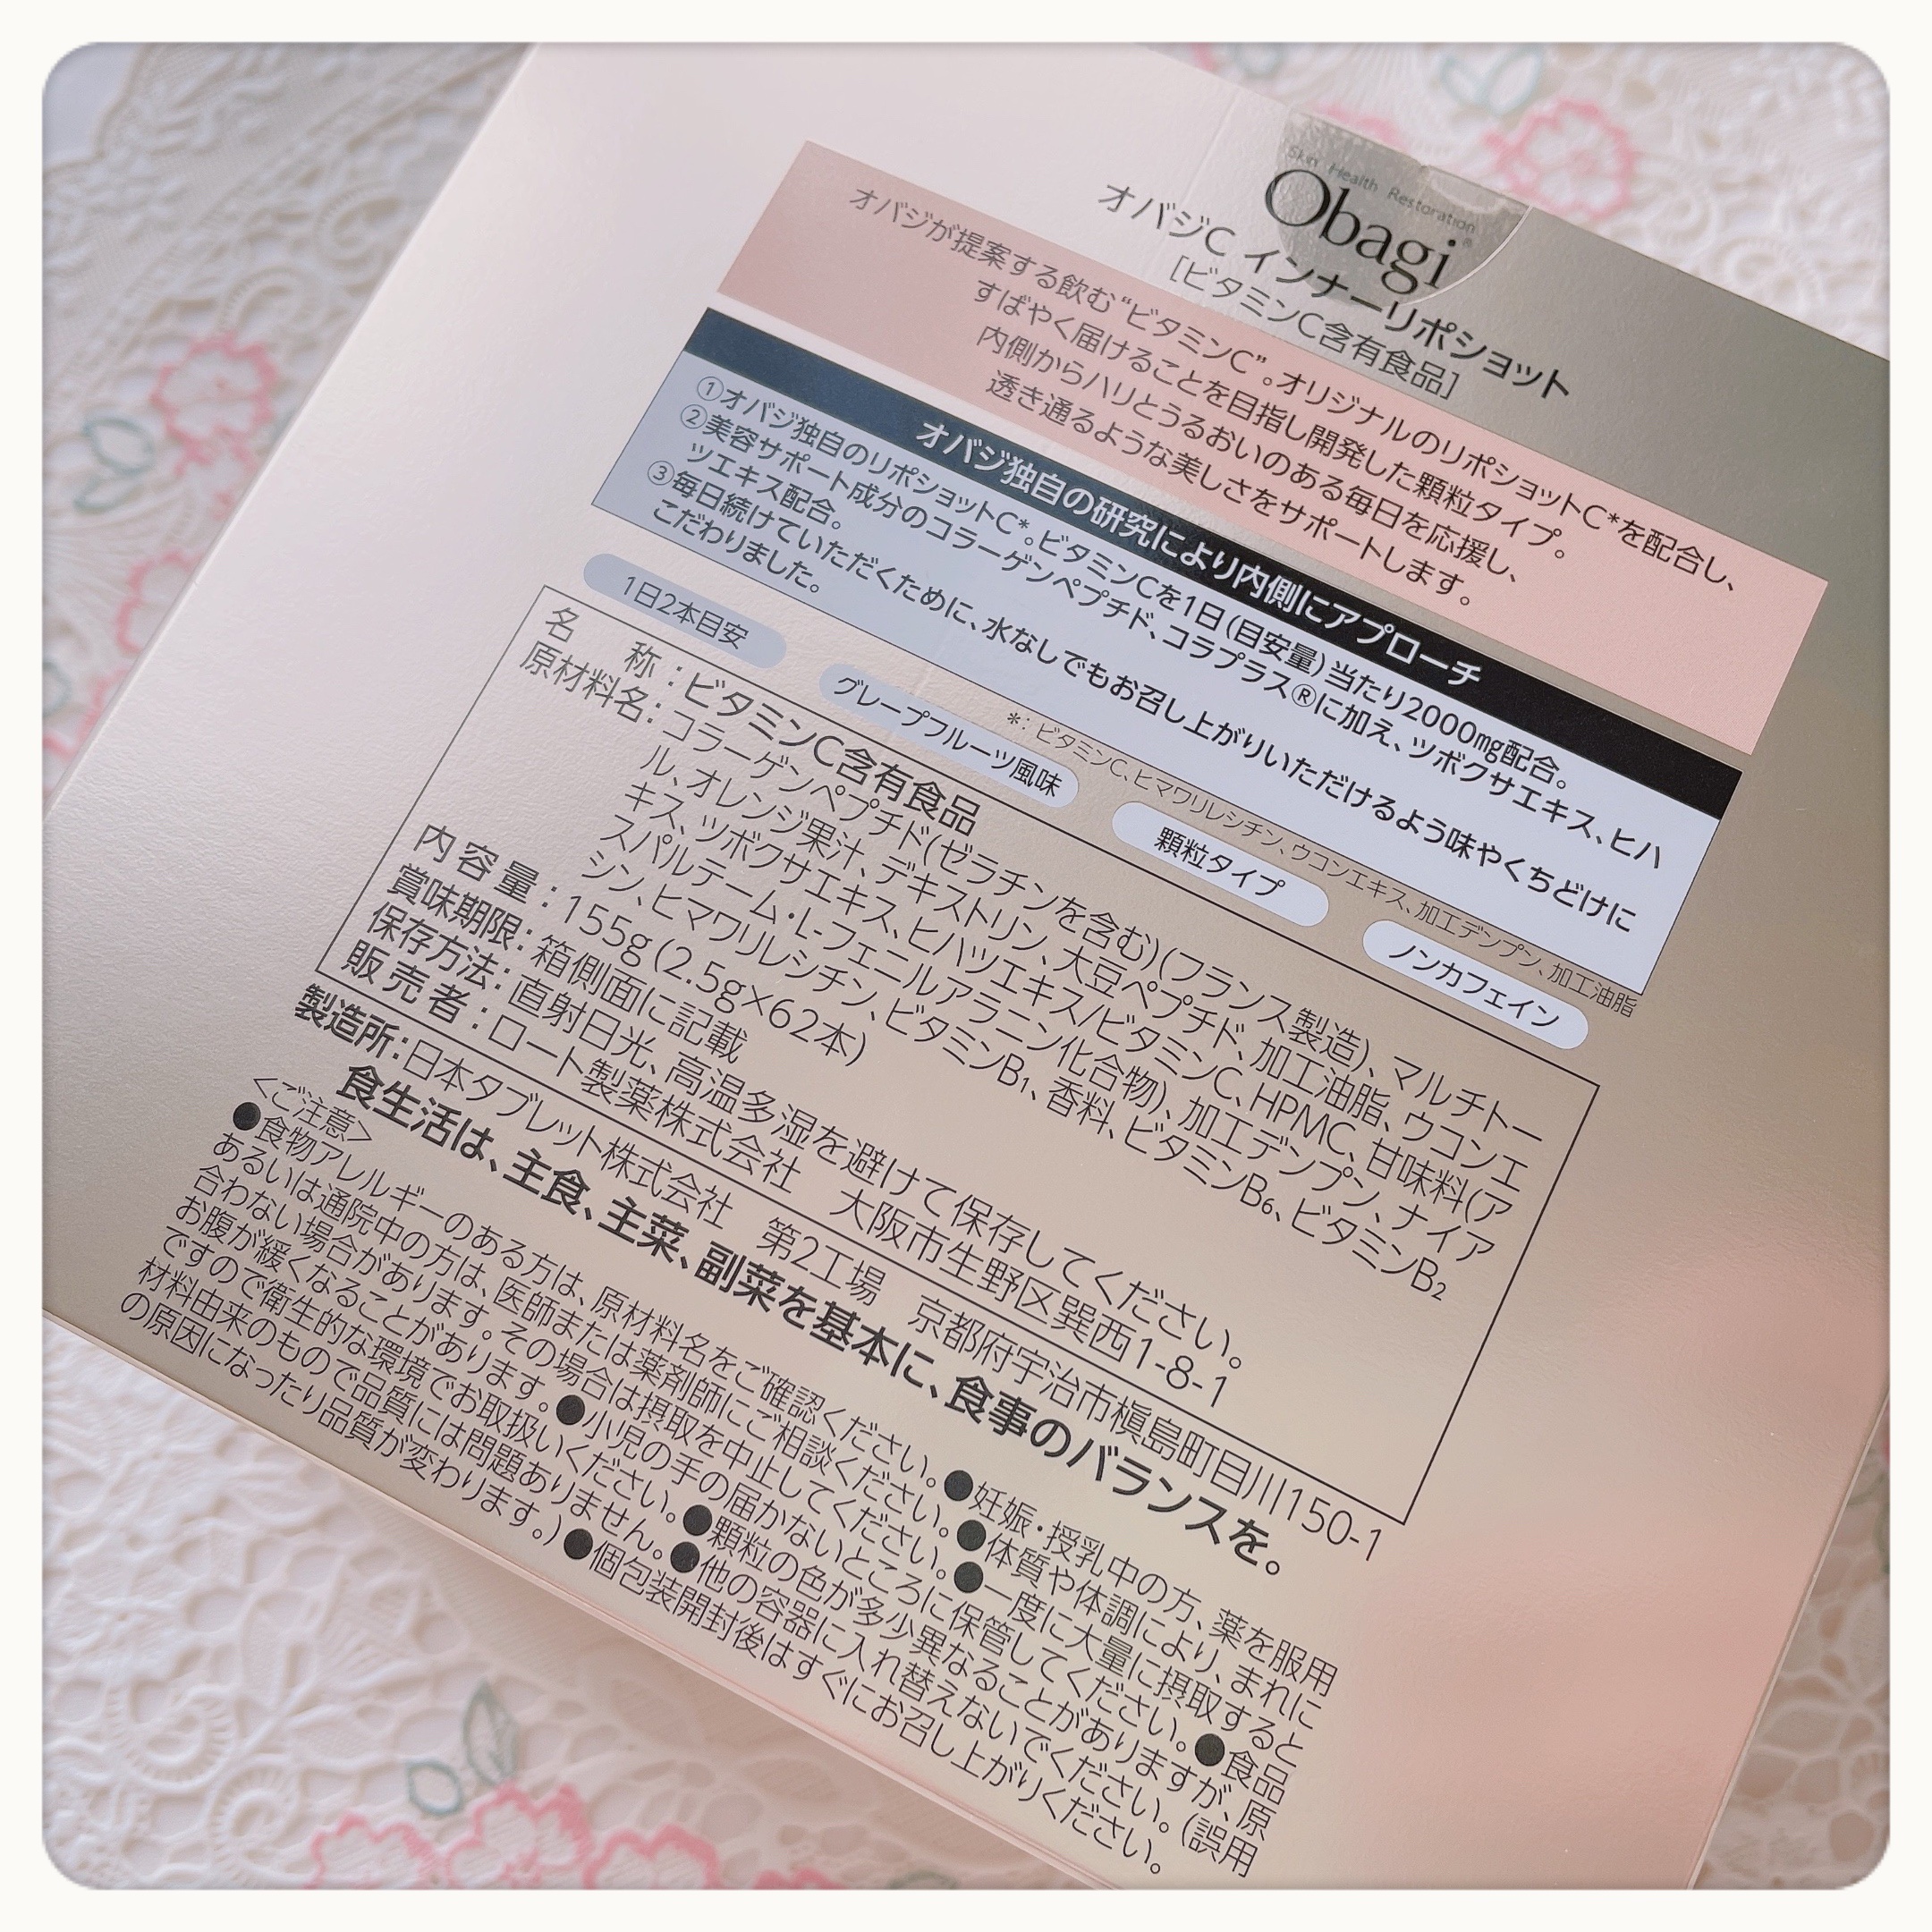 Skin Health Restoration
Obagi®
オバジC インナーリポショット
[ビタミンC含有食品]
オバジが提案する飲む“ビタミンC”。オリジナルのリポショットC*を配合し、
すばやく届けることを目指し開発した顆粒タイプ。
内側からハリとうるおいのある毎日を応援し、
透き通るような美しさをサポートします。
オバジ独自の研究により内側にアプローチ
①オバジ独自のリポショットC*。ビタミンCを1日(目安量)当たり2000mg配合。
②美容サポート成分のコラーゲンペプチド、コラプラス®に加え、ツボクサエキス、ヒハ
ツエキス配合。
③毎日続けていただくために、水なしでもお召し上がりいただけるよう味やくちどけに
こだわりました。
*:ビタミンC、ヒマワリレシチン、ウコンエキス、加工デンプン、加工油脂
1日2本目安 グレープフルーツ風味 顆粒タイプ ノンカフェイン
名称:ビタミンC含有食品
原材料名:コラーゲンペプチド(ゼラチンを含む)(フランス製造)、マルチトー
ル、オレンジ果汁、デキストリン、大豆ペプチド、加工油脂、ウコンエ
キス、ツボクサエキス、ヒハツエキス/ビタミンC、HPMC、甘味料(ア
スパルテーム・L-フェニルアラニン化合物)、加工デンプン、ナイア
シン、ヒマワリレシチン、ビタミンB1、香料、ビタミンB6、ビタミンB2
内容量:155g(2.5g×62本)
賞味期限:箱側面に記載
保存方法:直射日光、高温多湿を避けて保存してください。
販売者:ロート製薬株式会社 大阪市生野区巽西1-8-1
製造所:日本タブレット株式会社 第2工場 京都府宇治市槇島町目川150-1
食生活は、主食、主菜、副菜を基本に、食事のバランスを。
<ご注意>
●食物アレルギーのある方は、原材料名をご確認ください。●妊娠・授乳中の方、薬を服用
あるいは通院中の方は、医師または薬剤師にご相談ください。●体質や体調により、まれに
合わない場合があります。その場合は摂取を中止してください。●一度に大量に摂取すると
お腹が緩くなることがあります。●小児の手の届かないところに保管してください。●食品
ですので衛生的な環境でお取扱いください。●顆粒の色が多少異なることがありますが、原
材料由来のもので品質には問題ありません。●他の容器に入れ替えないでください。(誤用
の原因になったり品質が変わります。)●個包装開封後はすぐにお召し上がりください。